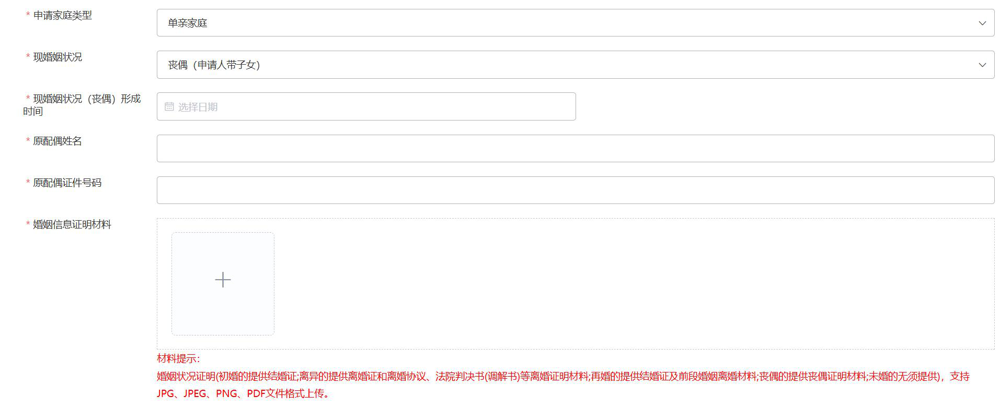 * 申请家庭类型
单亲家庭
* 现婚姻状况
丧偶（申请人带子女）
* 现婚姻状况（丧偶）形成
时间
选择日期
* 原配偶姓名
* 原配偶证件号码
* 婚姻信息证明材料
材料提示：
婚姻状况证明(初婚的提供结婚证;离异的提供离婚证和离婚协议、法院判决书(调解书)等离婚证明材料;再婚的提供结婚证及前段婚姻离婚材料;丧偶的提供丧偶证明材料;未婚的无须提供)，支持
JPG、JPEG、PNG、PDF文件格式上传。